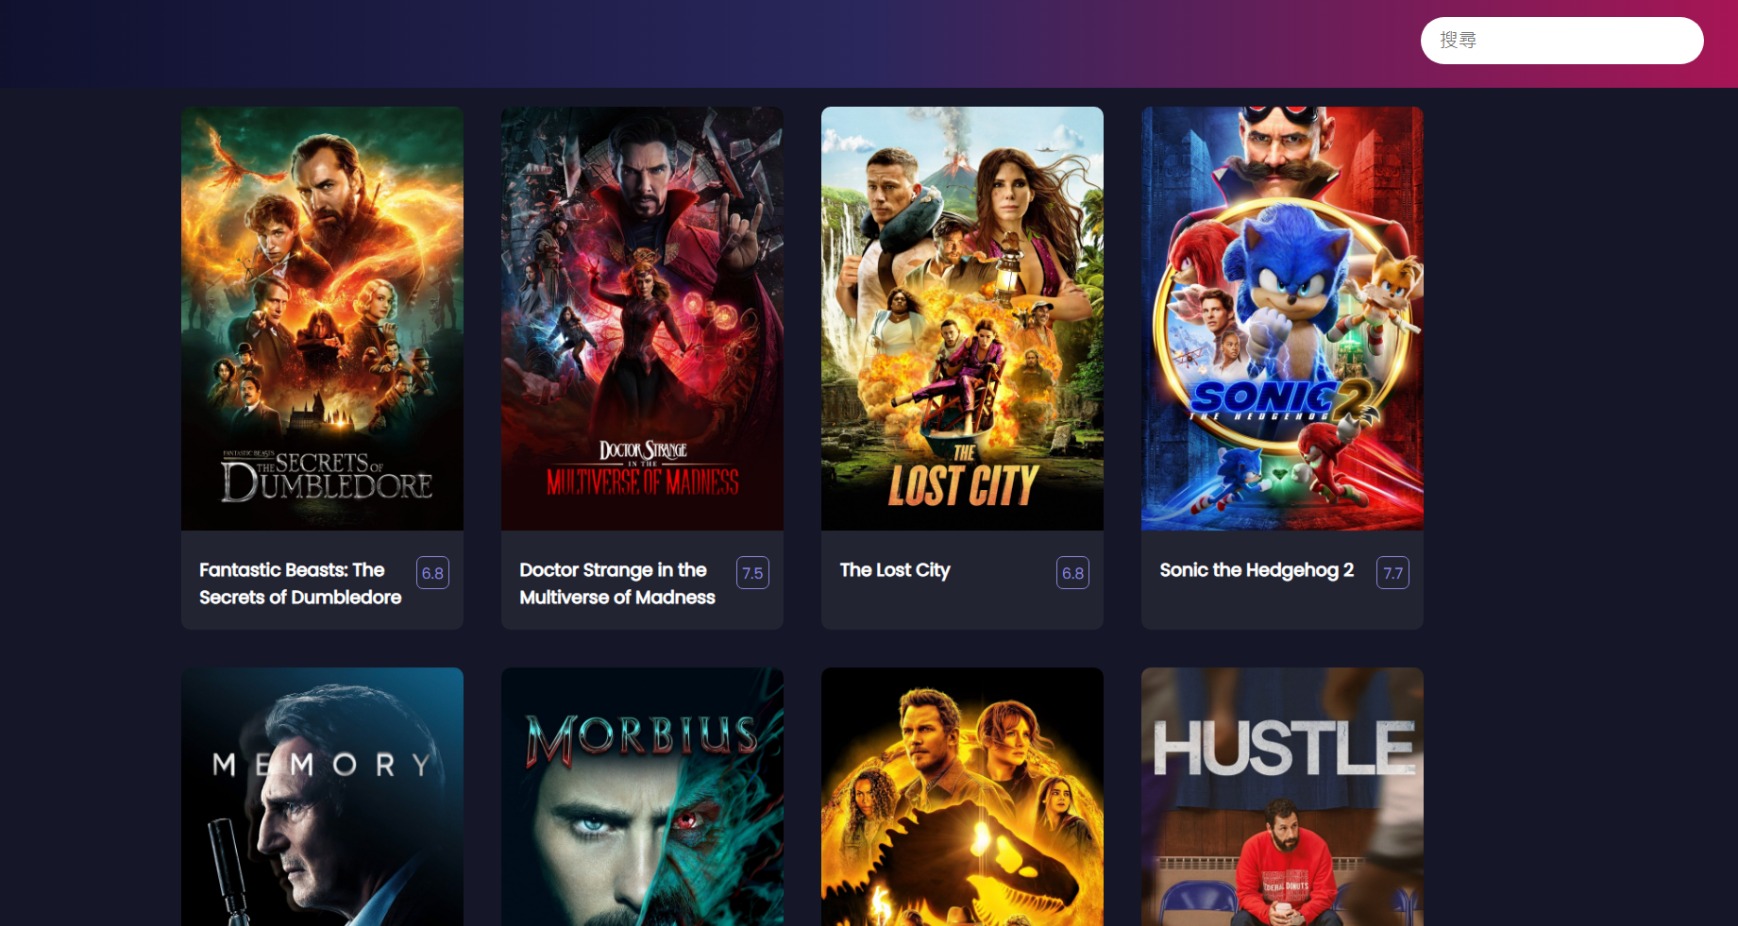 搜尋
FANTASTIC BEASTS
THE SECRETS OF
DUMBLEDORE
DOCTOR STRANGE
IN THE
MULTIVERSE OF MADNESS
THE
LOST CITY
SONIC 2
THE HEDGEHOG
Fantastic Beasts: The
Secrets of Dumbledore
6.8
Doctor Strange in the
Multiverse of Madness
7.5
The Lost City
6.8
Sonic the Hedgehog 2
7.7
MEMORY
MORBIUS
HUSTLE